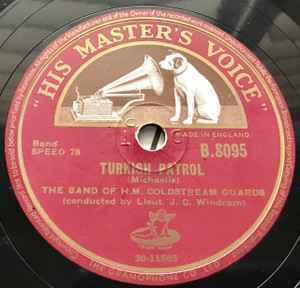 "HIS MASTER'S VOICE"
MADE IN ENGLAND
Band
SPEED 78
B.8095
TURKISH PATROL
(Michaelis)
THE BAND OF H.M. COLDSTREAM GUARDS
(conducted by Lieut. J. C. Windram)
THE GRAMOPHONE CO LTD